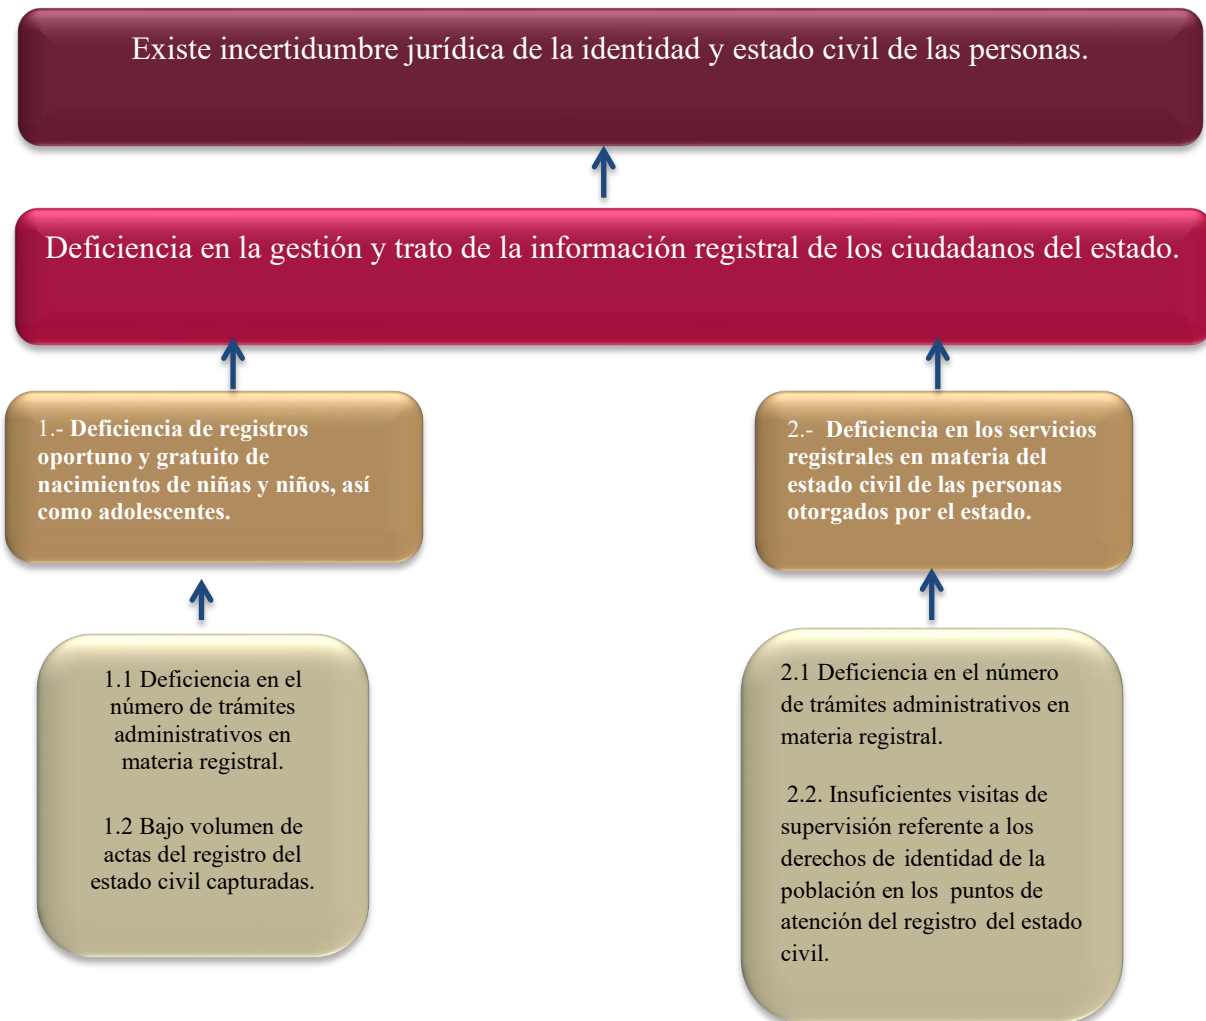 Existe incertidumbre jurídica de la identidad y estado civil de las personas.
Deficiencia en la gestión y trato de la información registral de los ciudadanos del estado.
1.- Deficiencia de registros
oportuno y gratuito de
nacimientos de niñas y niños, así
como adolescentes.
2.- Deficiencia en los servicios
registrales en materia del
estado civil de las personas
otorgados por el estado.
1.1 Deficiencia en el
número de trámites
administrativos en
materia registral.
1.2 Bajo volumen de
actas del registro del
estado civil capturadas.
2.1 Deficiencia en el número
de trámites administrativos en
materia registral.
2.2. Insuficientes visitas de
supervisión referente a los
derechos de identidad de la
población en los puntos de
atención del registro del estado
civil.